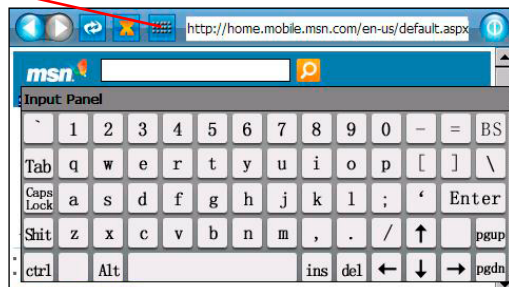 http://home.mobile.msn.com/en-us/default.aspx
msn
Input Panel
` 1 2 3 4 5 6 7 8 9 0 - = BS
Tab q w e r t y u i o p [ ] \
Caps Lock a s d f g h j k l ; ‘ Enter
Shit z x c v b n m , . / ↑ pgup
ctrl Alt ins del ← ↓ → pgdn